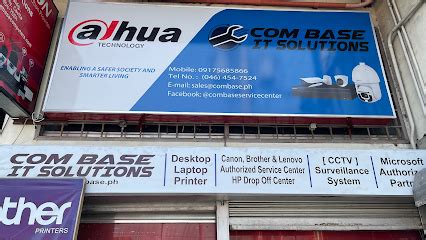 alhua
TECHNOLOGY
COM BASE
IT SOLUTIONS
ENABLING A SAFER SOCIETY AND
SMARTER LIVING
Mobile: 09175685866
Tel No. : (046) 454-7524
E-mail: sales@combase.ph
Facebook: @combaseservicecenter
COM BASE
IT SOLUTIONS
base.ph
Desktop
Laptop
Printer
Canon, Brother & Lenovo
Authorized Service Center
HP Drop Off Center
[ CCTV ]
Surveillance
System
Microsoft
Authoriz
Partn
ther
PRINTERS